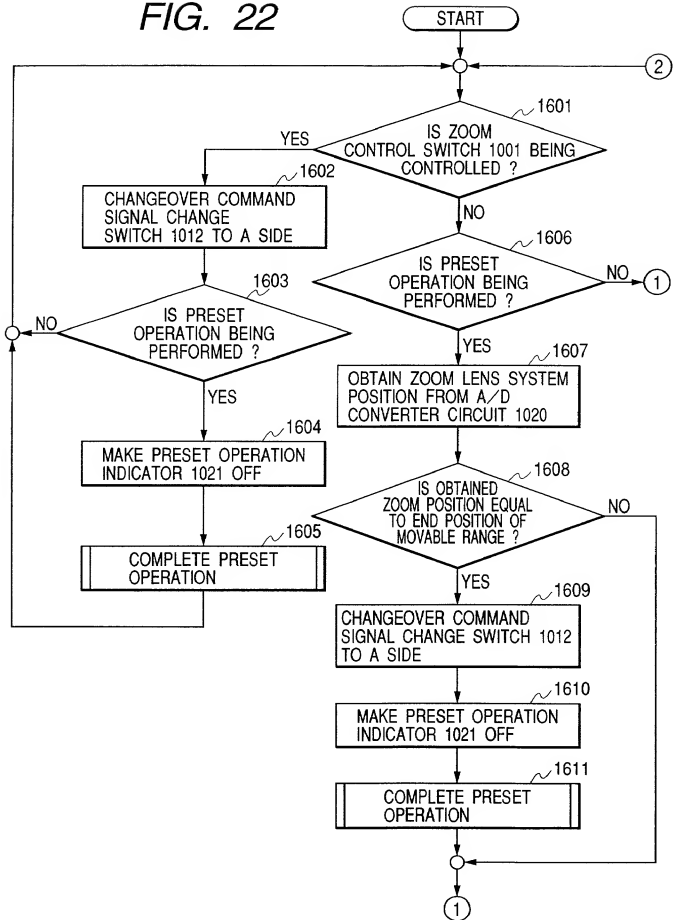 FIG. 22
START
2
1601
IS ZOOM
CONTROL SWITCH 1001 BEING
CONTROLLED ?
YES
NO
1602
CHANGEOVER COMMAND
SIGNAL CHANGE
SWITCH 1012 TO A SIDE
1603
IS PRESET
OPERATION BEING
PERFORMED ?
NO
YES
1604
MAKE PRESET OPERATION
INDICATOR 1021 OFF
1605
COMPLETE PRESET
OPERATION
1606
IS PRESET
OPERATION BEING
PERFORMED ?
NO
1
YES
1607
OBTAIN ZOOM LENS SYSTEM
POSITION FROM A/D
CONVERTER CIRCUIT 1020
1608
IS OBTAINED
ZOOM POSITION EQUAL
TO END POSITION OF
MOVABLE RANGE ?
NO
YES
1609
CHANGEOVER COMMAND
SIGNAL CHANGE SWITCH 1012
TO A SIDE
1610
MAKE PRESET OPERATION
INDICATOR 1021 OFF
1611
COMPLETE PRESET
OPERATION
1